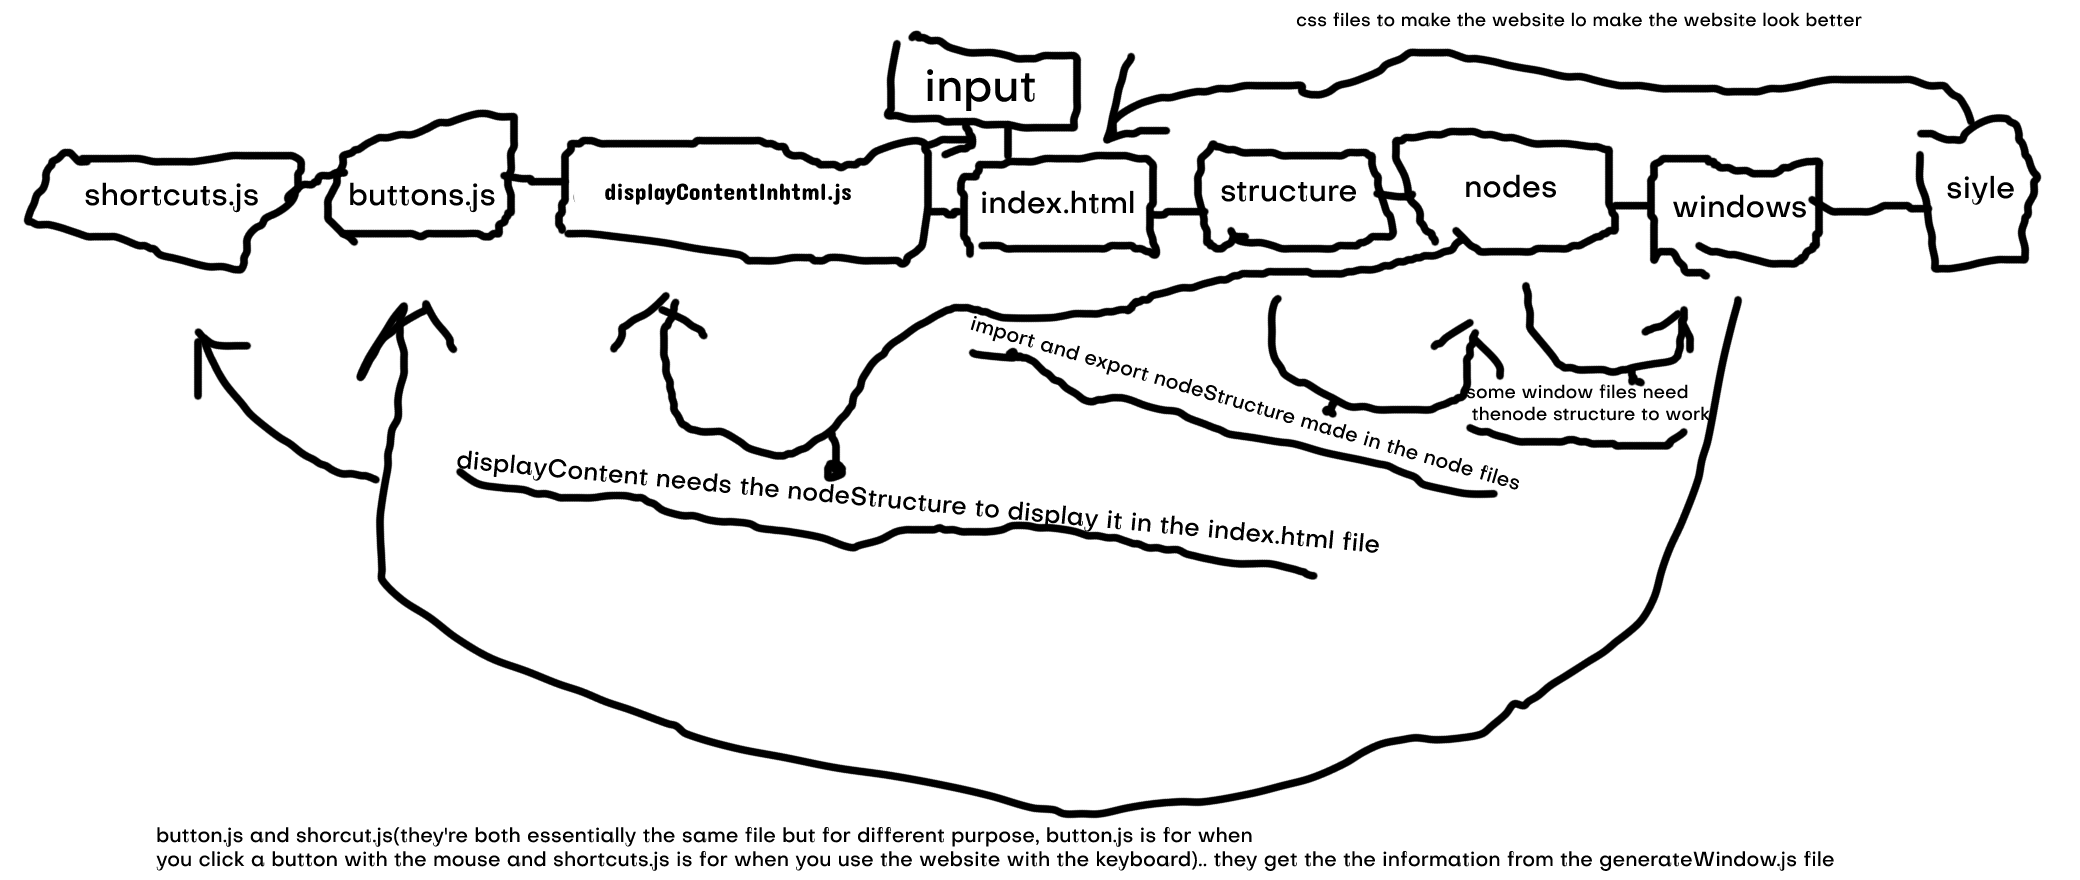 css files to make the website lo make the website look better
input
shortcuts.js
buttons.js
displayContentInhtml.js
index.html
structure
nodes
windows
siyle
import and export nodeStructure made in the node files
some window files need
thenode structure to work
displayContent needs the nodeStructure to display it in the index.html file
button.js and shorcut.js(they're both essentially the same file but for different purpose, button.js is for when
you click a button with the mouse and shortcuts.js is for when you use the website with the keyboard).. they get the the information from the generateWindow.js file